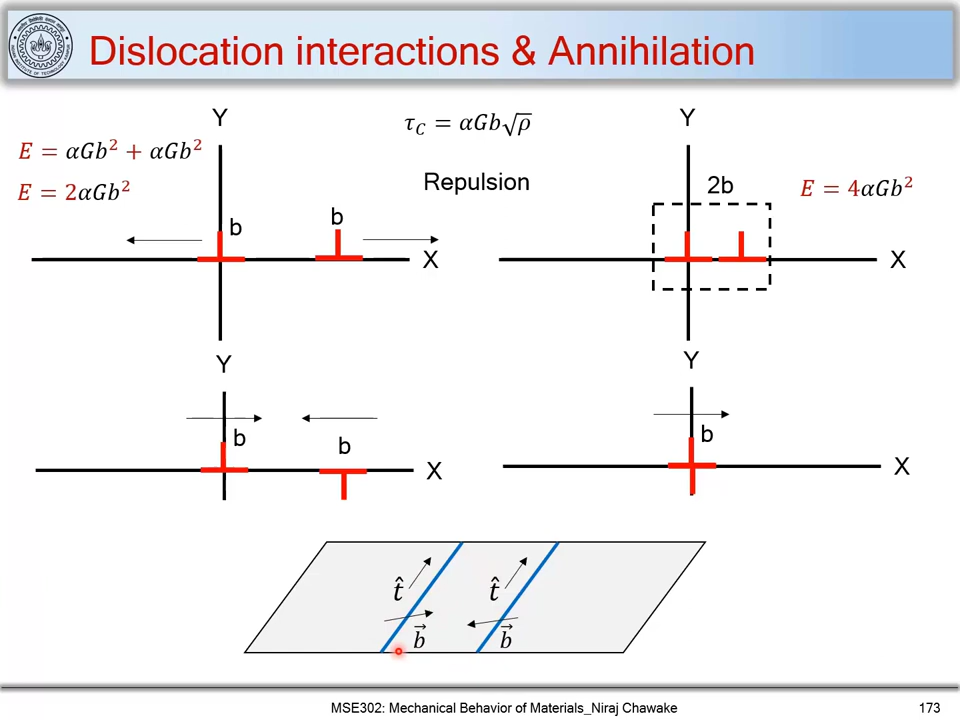 Dislocation interactions & Annihilation
E = αGb² + αGb²
E = 2αGb²
τ_C = αGb√ρ
Repulsion
Y
b
b
X
Y
2b
E = 4αGb²
X
Y
b
b
X
Y
b
X
t̂
t̂
b⃗
b⃗
MSE302: Mechanical Behavior of Materials_Niraj Chawake
173